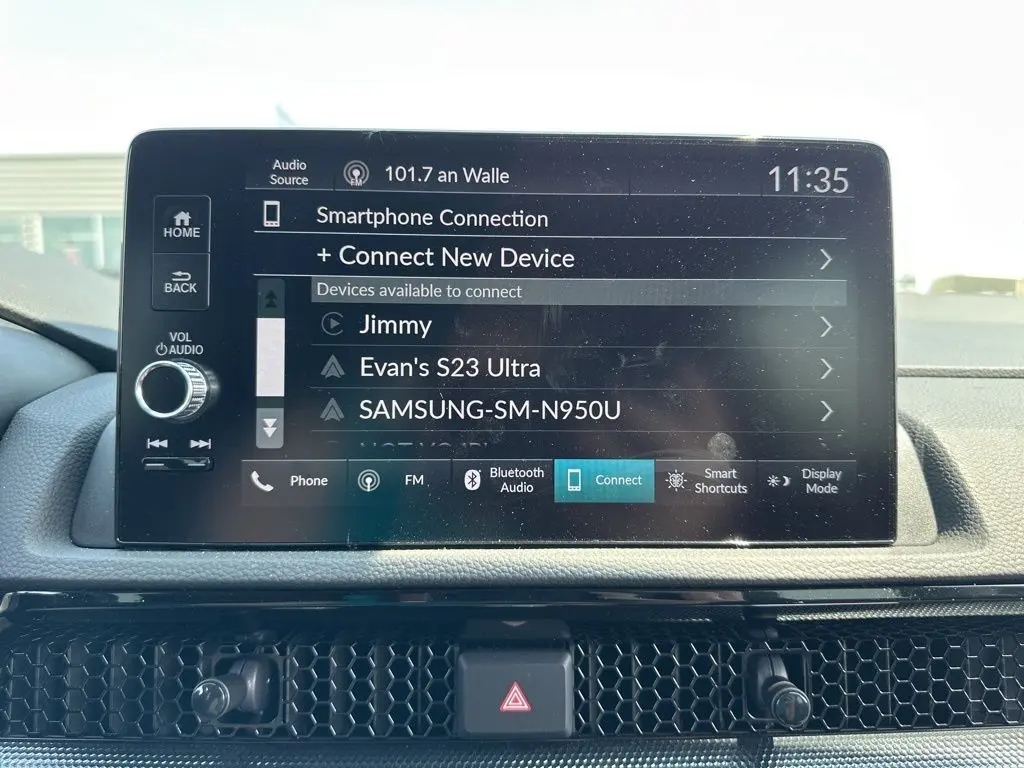 Audio
Source
FM
101.7 an Walle
11:35
HOME
Smartphone Connection
+ Connect New Device
BACK
Devices available to connect
VOL
AUDIO
Jimmy
Evan's S23 Ultra
SAMSUNG-SM-N950U
Phone
FM
Bluetooth
Audio
Connect
Smart
Shortcuts
Display
Mode